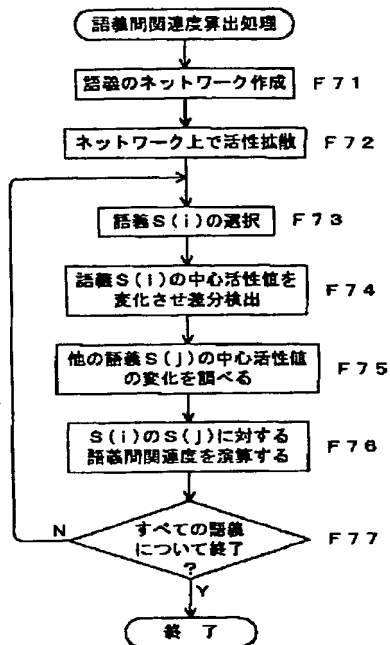 語義間関連度算出処理
語義のネットワーク作成 F71
ネットワーク上で活性拡散 F72
語義S(i)の選択 F73
語義S(i)の中心活性値を
変化させ差分検出 F74
他の語義S(j)の中心活性値
の変化を調べる F75
S(i)のS(j)に対する
語義間関連度を演算する F76
N
すべての語義
について終了
? F77
Y
終了